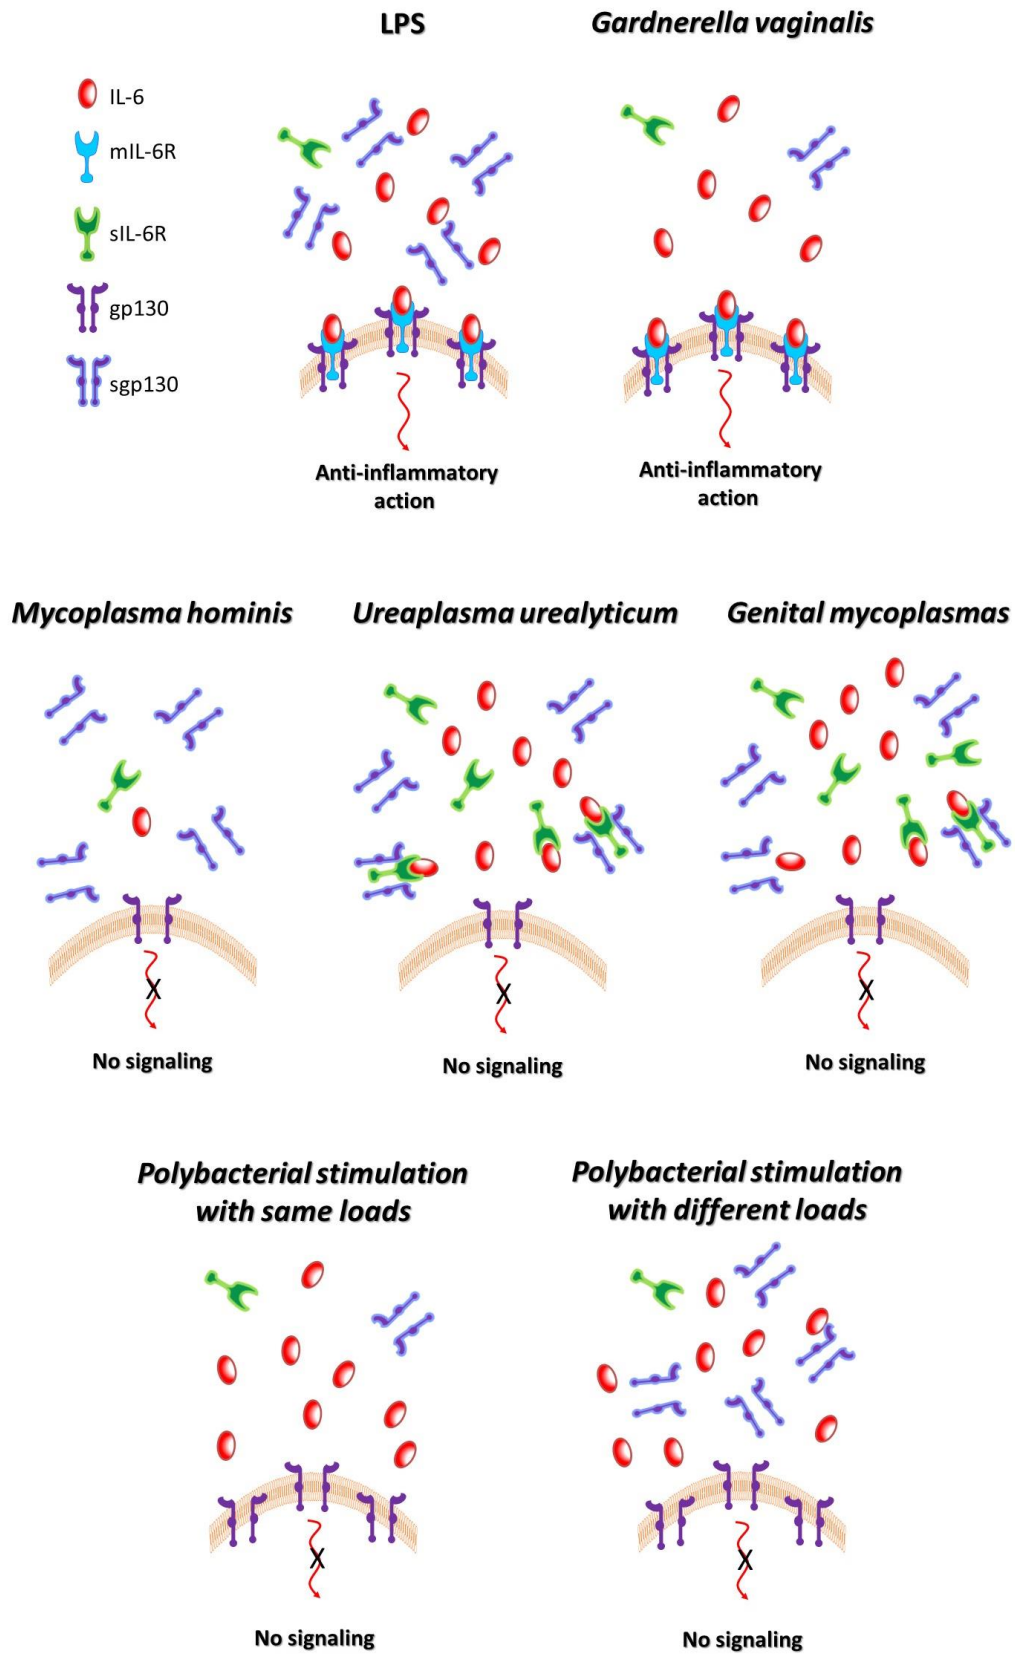 LPS
Gardnerella vaginalis
IL-6
mIL-6R
sIL-6R
gp130
sgp130
Anti-inflammatory
action
Anti-inflammatory
action
Mycoplasma hominis
Ureaplasma urealyticum
Genital mycoplasmas
X
X
X
No signaling
No signaling
No signaling
Polybacterial stimulation
with same loads
Polybacterial stimulation
with different loads
X
X
No signaling
No signaling